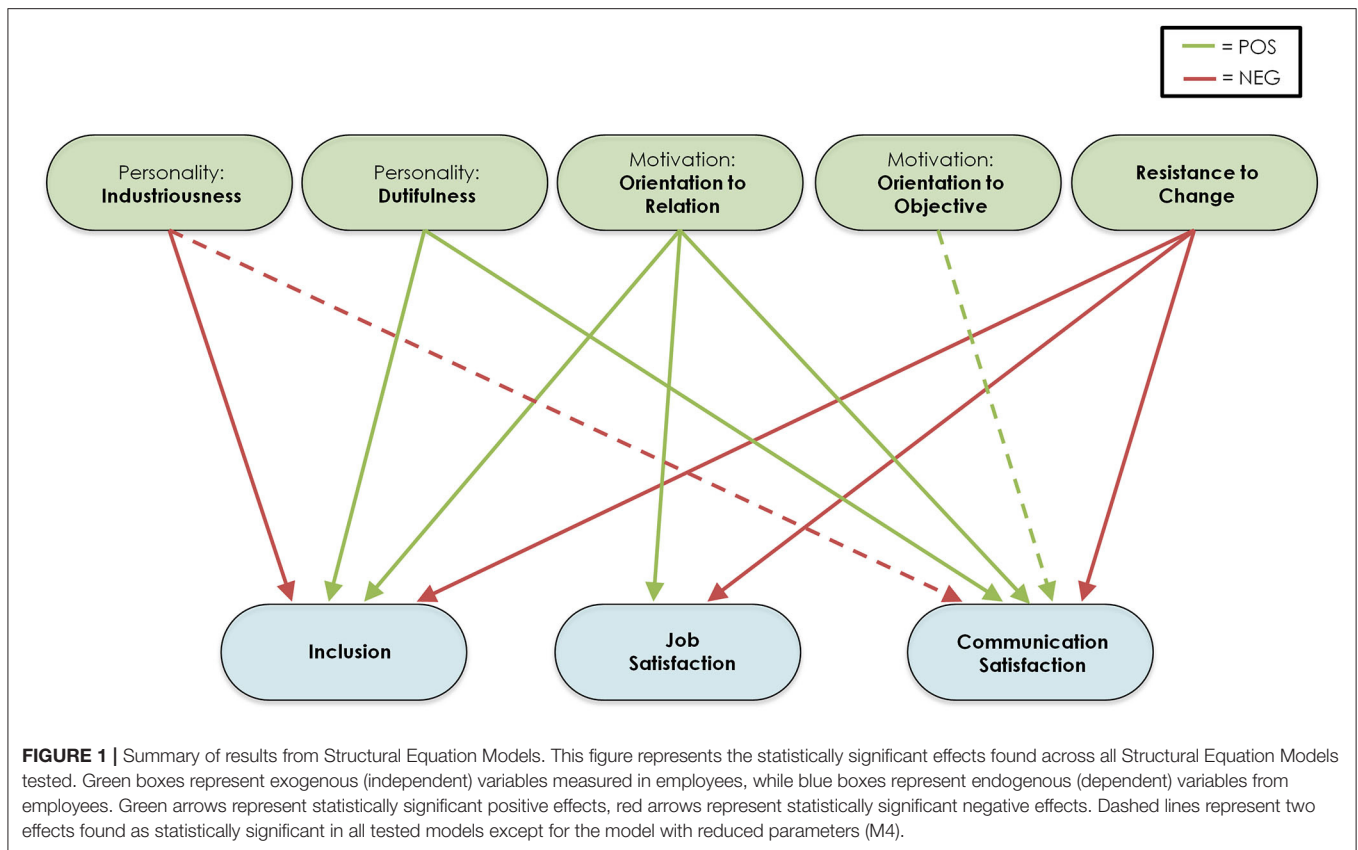 = POS
= NEG
Personality:
Industriousness
Personality:
Dutifulness
Motivation:
Orientation to
Relation
Motivation:
Orientation to
Objective
Resistance to
Change
Inclusion
Job
Satisfaction
Communication
Satisfaction
FIGURE 1 | Summary of results from Structural Equation Models. This figure represents the statistically significant effects found across all Structural Equation Models
tested. Green boxes represent exogenous (independent) variables measured in employees, while blue boxes represent endogenous (dependent) variables from
employees. Green arrows represent statistically significant positive effects, red arrows represent statistically significant negative effects. Dashed lines represent two
effects found as statistically significant in all tested models except for the model with reduced parameters (M4).